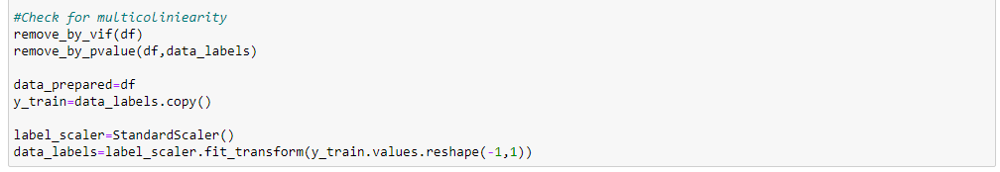 #Check for multicoliniearity
remove_by_vif(df)
remove_by_pvalue(df,data_labels)
data_prepared=df
y_train=data_labels.copy()
label_scaler=StandardScaler()
data_labels=label_scaler.fit_transform(y_train.values.reshape(-1,1))